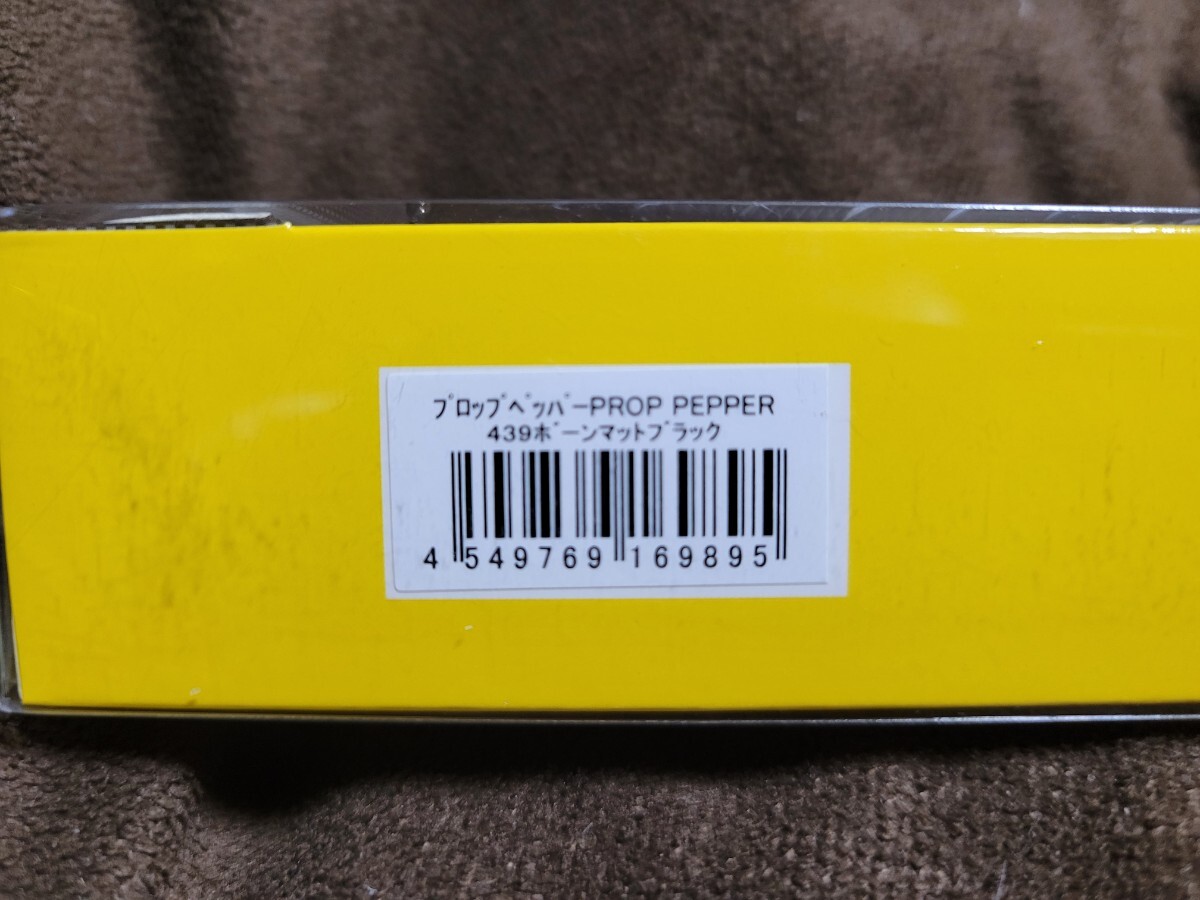 ﾌﾟﾛｯﾌﾟﾍﾟｯﾊﾟｰPROP PEPPER
439ﾎﾞｰﾝﾏｯﾄﾌﾞﾗｯｸ
4 549769 169895